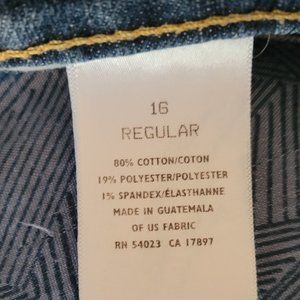 16
REGULAR
80% COTTON/COTON
19% POLYESTER/POLYESTER
1% SPANDEX/ÉLASTHANNE
MADE IN GUATEMALA
OF US FABRIC
RN 54023 CA 17897